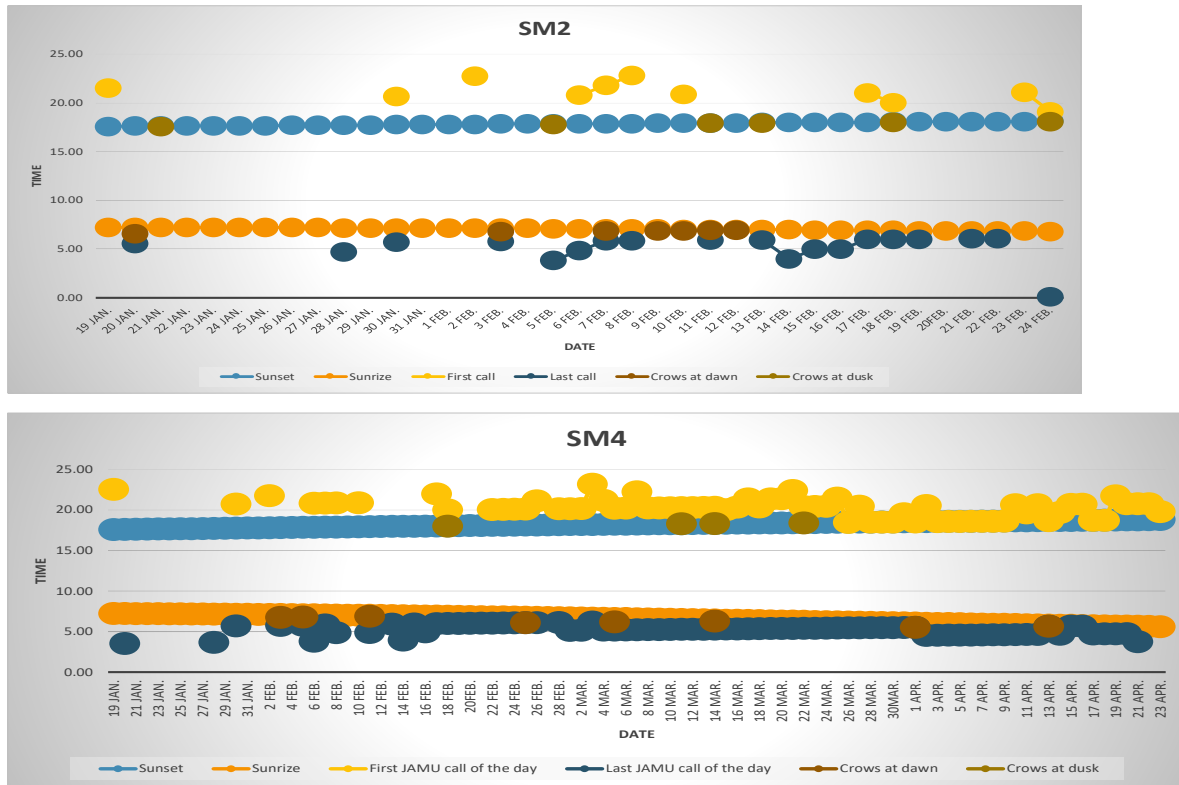 SM2
25.00
20.00
15.00
10.00
5.00
0.00
TIME
19 JAN. 20 JAN. 21 JAN. 22 JAN. 23 JAN. 24 JAN. 25 JAN. 26 JAN. 27 JAN. 28 JAN. 29 JAN. 30 JAN. 31 JAN. 1 FEB. 2 FEB. 3 FEB. 4 FEB. 5 FEB. 6 FEB. 7 FEB. 8 FEB. 9 FEB. 10 FEB. 11 FEB. 12 FEB. 13 FEB. 14 FEB. 15 FEB. 16 FEB. 17 FEB. 18 FEB. 19 FEB. 20FEB. 21 FEB. 22 FEB. 23 FEB. 24 FEB.
DATE
Sunset Sunrize First call Last call Crows at dawn Crows at dusk
SM4
25.00
20.00
15.00
10.00
5.00
0.00
TIME
19 JAN. 21 JAN. 23 JAN. 25 JAN. 27 JAN. 29 JAN. 31 JAN. 2 FEB. 4 FEB. 6 FEB. 8 FEB. 10 FEB. 12 FEB. 14 FEB. 16 FEB. 18 FEB. 20FEB. 22 FEB. 24 FEB. 26 FEB. 28 FEB. 2 MAR. 4 MAR. 6 MAR. 8 MAR. 10 MAR. 12 MAR. 14 MAR. 16 MAR. 18 MAR. 20 MAR. 22 MAR. 24 MAR. 26 MAR. 28 MAR. 30MAR. 1 APR. 3 APR. 5 APR. 7 APR. 9 APR. 11 APR. 13 APR. 15 APR. 17 APR. 19 APR. 21 APR. 23 APR.
DATE
Sunset Sunrize First JAMU call of the day Last JAMU call of the day Crows at dawn Crows at dusk